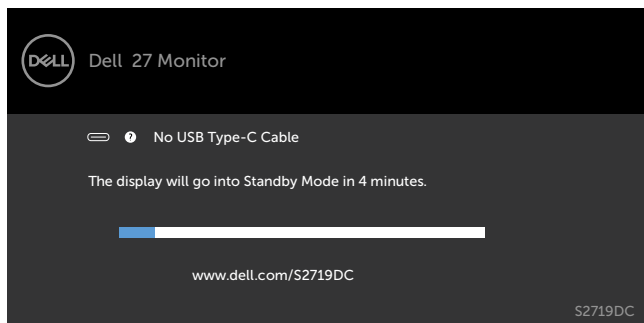 DELL
Dell 27 Monitor
? No USB Type-C Cable
The display will go into Standby Mode in 4 minutes.
www.dell.com/S2719DC
S2719DC